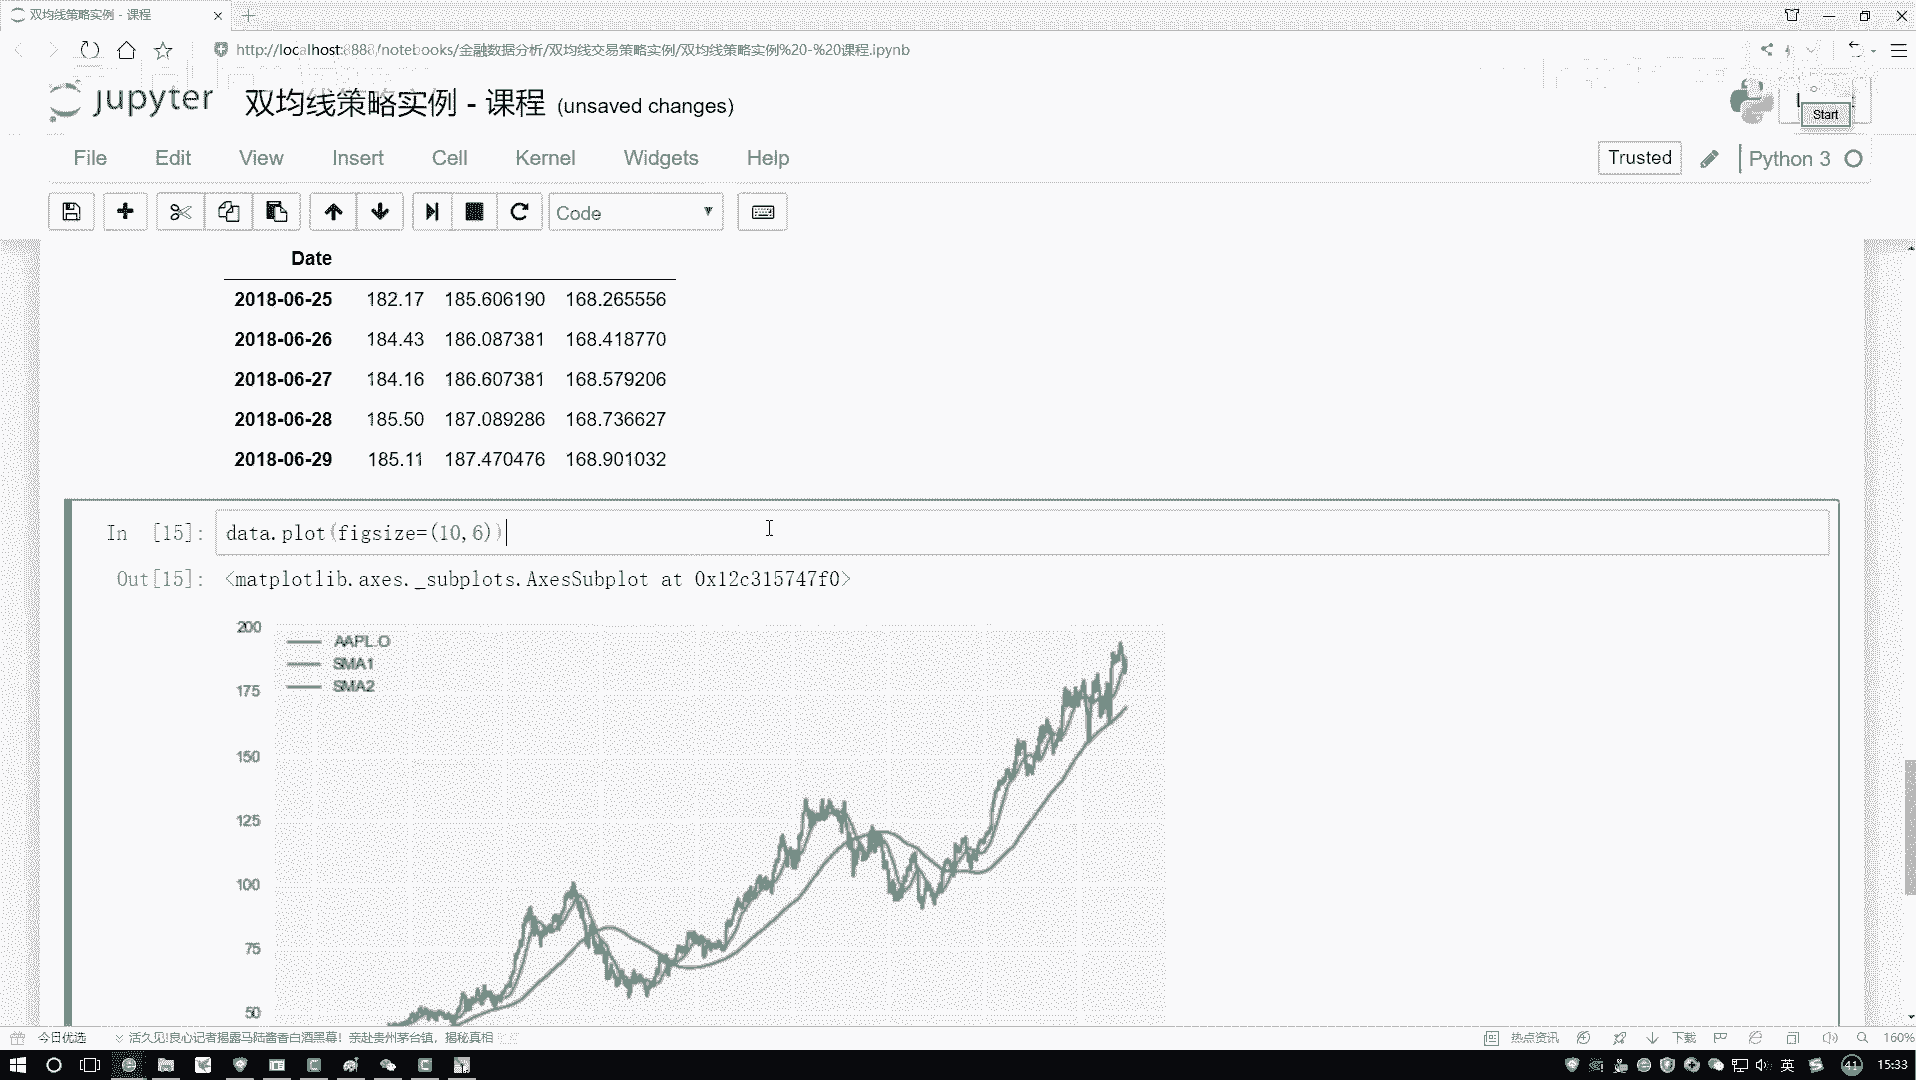 双均线策略实例 - 课程
http://localhost:8888/notebooks/金融数据分析/双均线交易策略实例/双均线策略实例%20-%20课程.ipynb
jupyter 双均线策略实例 - 课程 (unsaved changes)
Start
File Edit View Insert Cell Kernel Widgets Help
Trusted Python 3
Code
Date
2018-06-25 182.17 185.606190 168.265556
2018-06-26 184.43 186.087381 168.418770
2018-06-27 184.16 186.607381 168.579206
2018-06-28 185.50 187.089286 168.736627
2018-06-29 185.11 187.470476 168.901032
In [15]: data.plot(figsize=(10,6))
Out[15]: <matplotlib.axes._subplots.AxesSubplot at 0x12c315747f0>
200
AAPL.O
SMA1
SMA2
175
150
125
100
75
50
今日优选 活久见!良心记者揭露马陆酱香白酒黑幕! 亲赴贵州茅台镇,揭秘真相
热点资讯 下载 160%
英 41 15:33